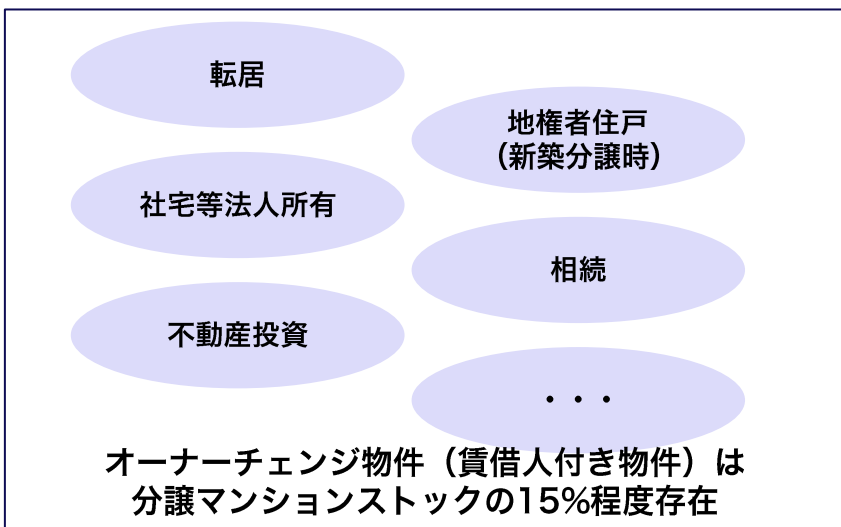 転居
地権者住戸
（新築分譲時）
社宅等法人所有
相続
不動産投資
・・・
オーナーチェンジ物件（賃借人付き物件）は
分譲マンションストックの15%程度存在